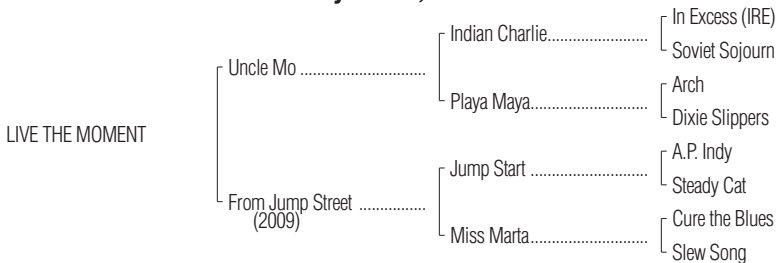 In Excess (IRE)
Indian Charlie........................
Soviet Sojourn
Uncle Mo ..............................
Arch
Playa Maya............................
Dixie Slippers
LIVE THE MOMENT
A.P. Indy
Jump Start ............................
Steady Cat
From Jump Street ................
(2009)
Cure the Blues
Miss Marta............................
Slew Song